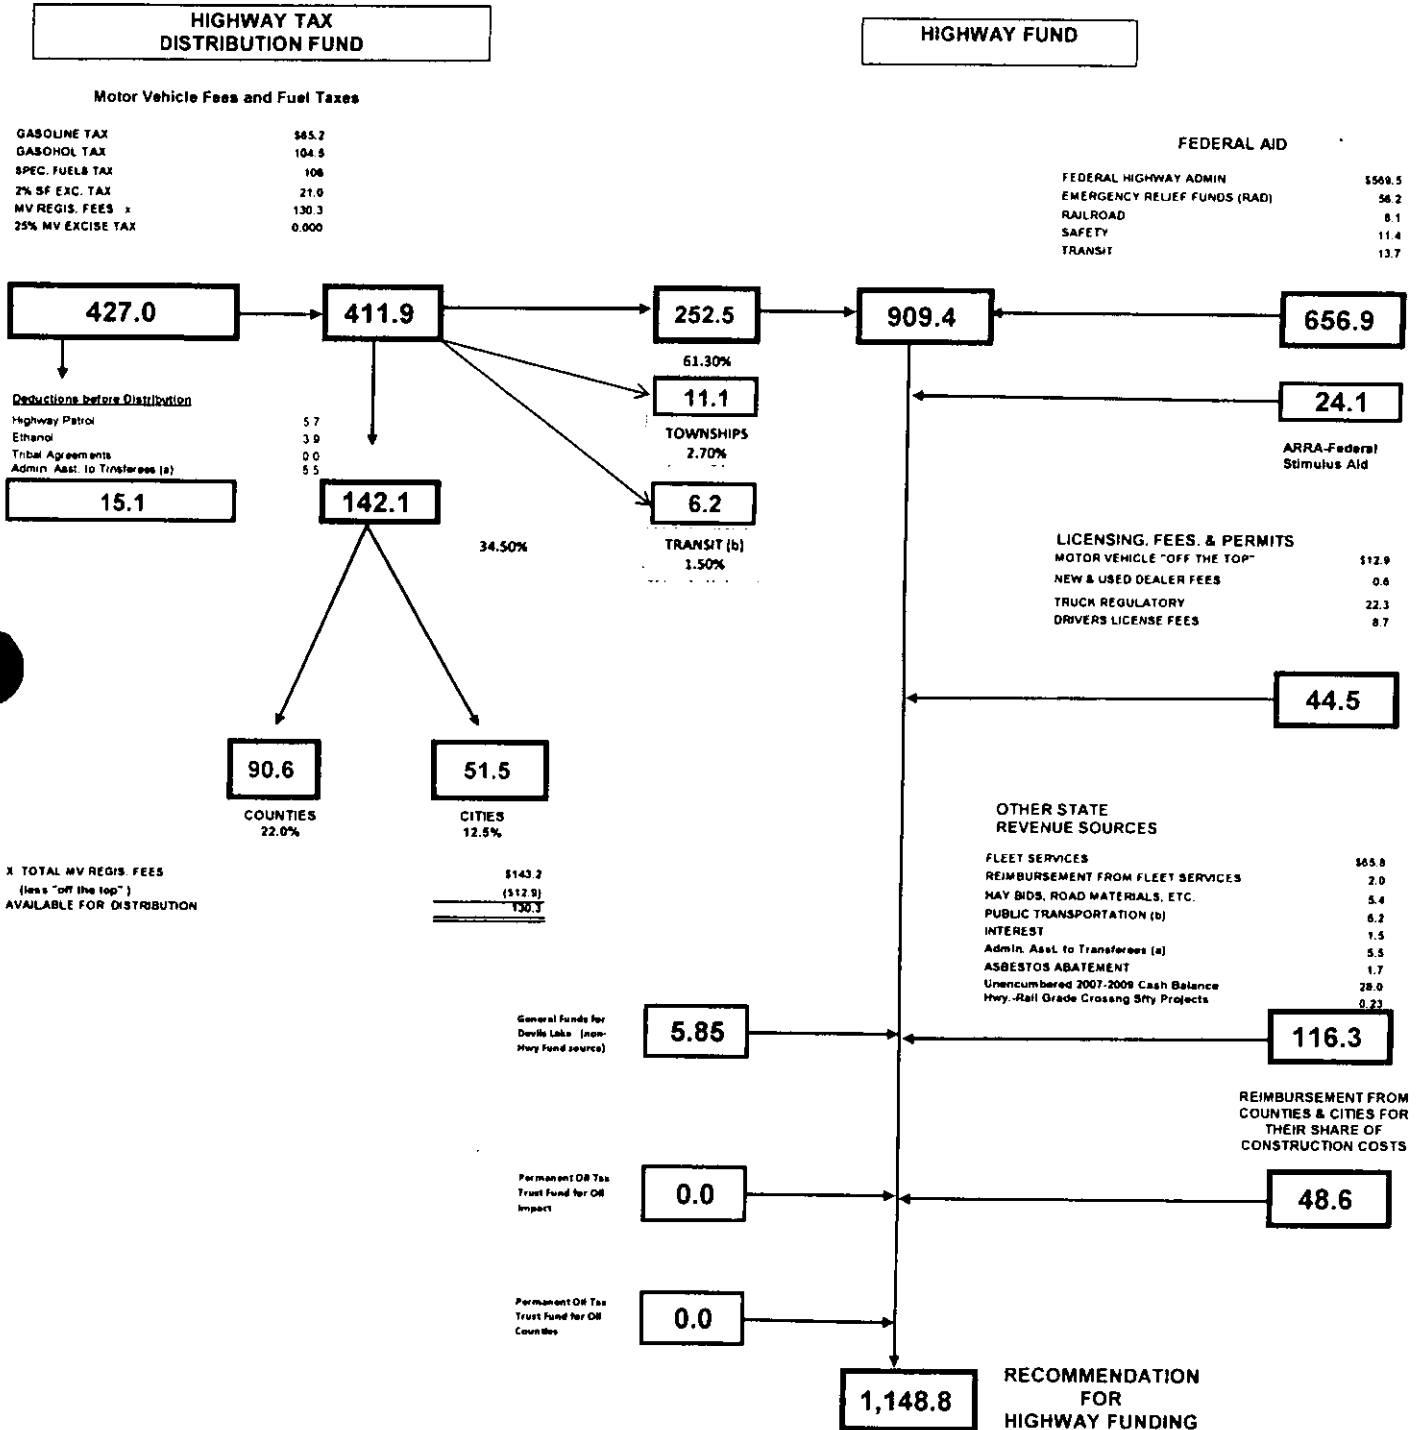 HIGHWAY TAX
DISTRIBUTION FUND
HIGHWAY FUND
Motor Vehicle Fees and Fuel Taxes
GASOLINE TAX $65.2
GASOHOL TAX 104.5
SPEC. FUELS TAX 106
2% SF EXC. TAX 21.0
MV REGIS. FEES x 130.3
25% MV EXCISE TAX 0.000
FEDERAL AID
FEDERAL HIGHWAY ADMIN $569.5
EMERGENCY RELIEF FUNDS (RAD) 56.2
RAILROAD 6.1
SAFETY 11.4
TRANSIT 13.7
427.0
411.9
252.5
909.4
656.9
61.30%
11.1
TOWNSHIPS
2.70%
24.1
ARRA-Federal
Stimulus Aid
Deductions before Distribution
Highway Patrol 5 7
Ethanol 3 9
Tribal Agreements 0 0
Admin. Asst. to Trnsferees (a) 5 5
15.1
142.1
34.50%
6.2
TRANSIT (b)
1.50%
LICENSING, FEES, & PERMITS
MOTOR VEHICLE "OFF THE TOP" $12.9
NEW & USED DEALER FEES 0.6
TRUCK REGULATORY 22.3
DRIVERS LICENSE FEES 8.7
44.5
90.6
COUNTIES
22.0%
51.5
CITIES
12.5%
X TOTAL MV REGIS. FEES $143.2
(less "off the top" ) ($12.9)
AVAILABLE FOR DISTRIBUTION 130.3
OTHER STATE
REVENUE SOURCES
FLEET SERVICES $65.8
REIMBURSEMENT FROM FLEET SERVICES 2.0
HAY BIDS, ROAD MATERIALS, ETC. 5.4
PUBLIC TRANSPORTATION (b) 6.2
INTEREST 1.5
Admin. Asst. to Transferees (a) 5.5
ASBESTOS ABATEMENT 1.7
Unencumbered 2007-2009 Cash Balance 28.0
Hwy.-Rail Grade Crossng Sfty Projects 0.23
General Funds for
Devils Lake (non-
Hwy Fund source)
5.85
116.3
REIMBURSEMENT FROM
COUNTIES & CITIES FOR
THEIR SHARE OF
CONSTRUCTION COSTS
Permanent Oil Tax
Trust Fund for Oil
Impact
0.0
48.6
Permanent Oil Tax
Trust Fund for Oil
Counties
0.0
1,148.8
RECOMMENDATION
FOR
HIGHWAY FUNDING